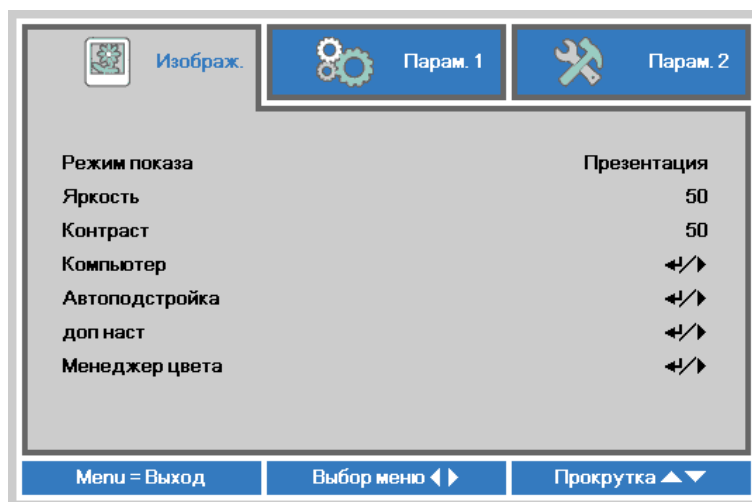 Изображ. Парам. 1 Парам. 2
Режим показа Презентация
Яркость 50
Контраст 50
Компьютер
Автоподстройка
доп наст
Менеджер цвета
Menu = Выход Выбор меню Прокрутка